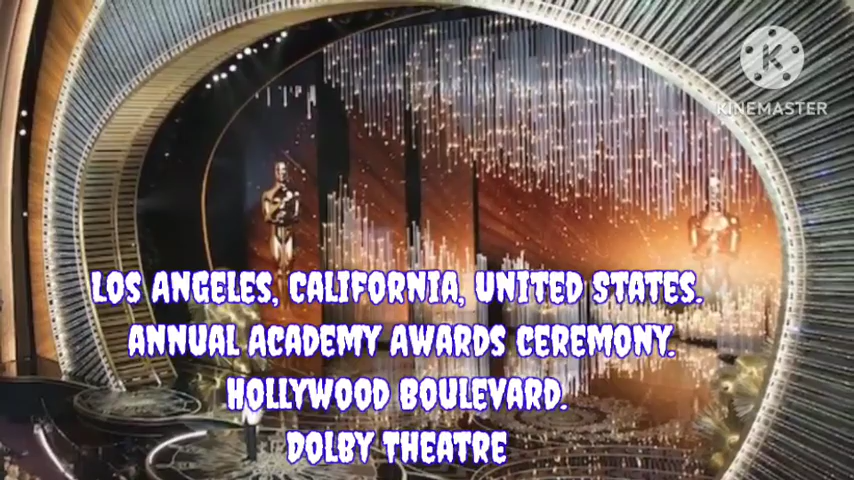 K
KINEMASTER
LOS ANGELES, CALIFORNIA, UNITED STATES.
ANNUAL ACADEMY AWARDS CEREMONY.
HOLLYWOOD BOULEVARD.
DOLBY THEATRE